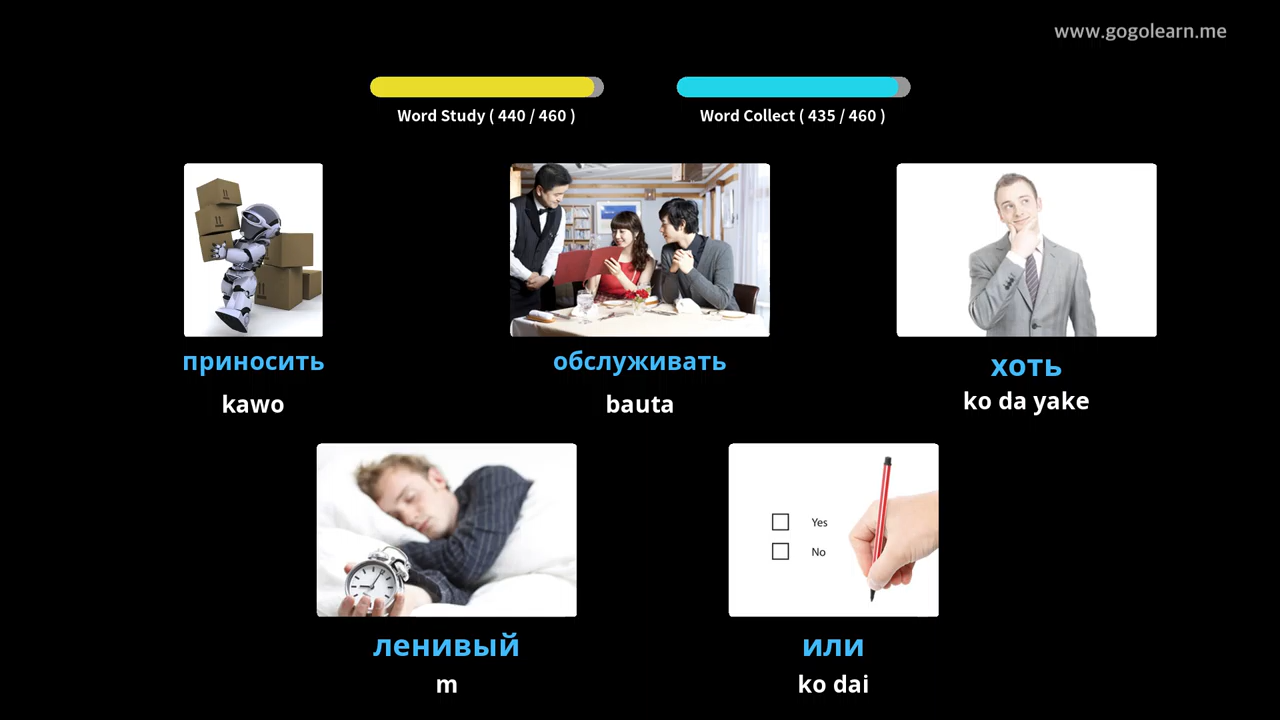 www.gogolearn.me
Word Study ( 440 / 460 )
Word Collect ( 435 / 460 )
приносить
kawo
обслуживать
bauta
хоть
ko da yake
Yes
No
ленивый
m
или
ko dai